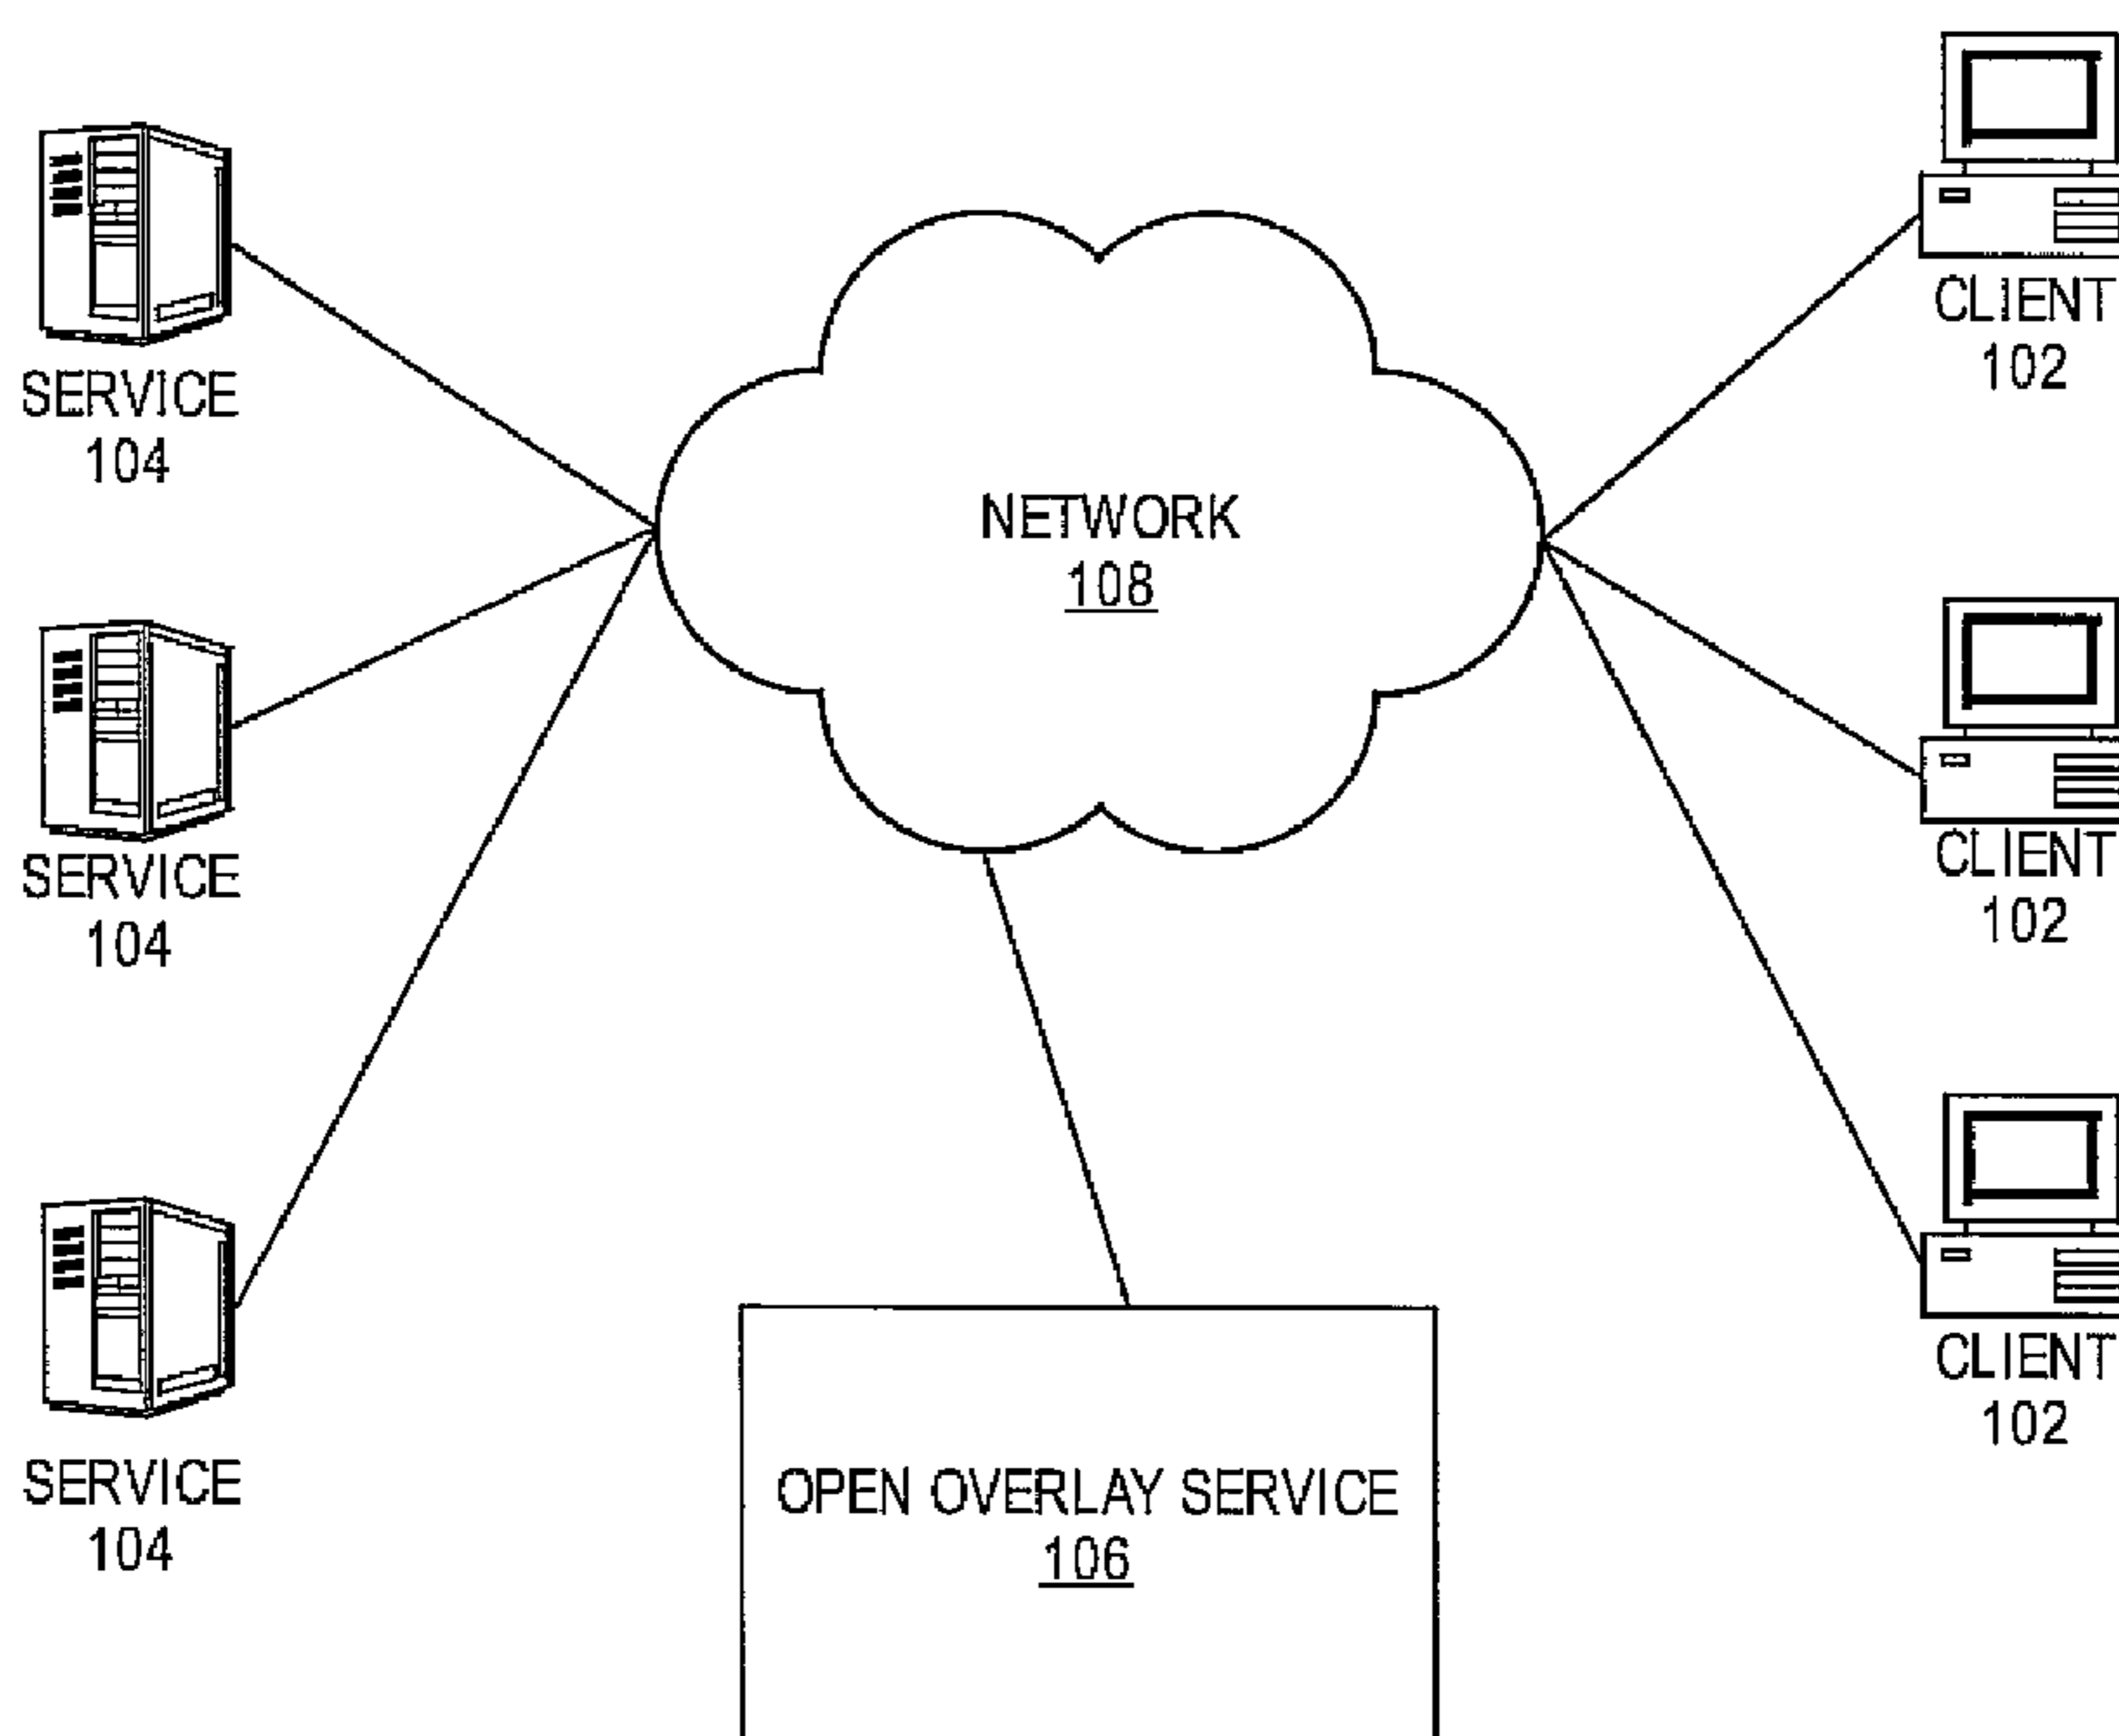 SERVICE
104
SERVICE
104
SERVICE
104
NETWORK
108
OPEN OVERLAY SERVICE
106
CLIENT
102
CLIENT
102
CLIENT
102